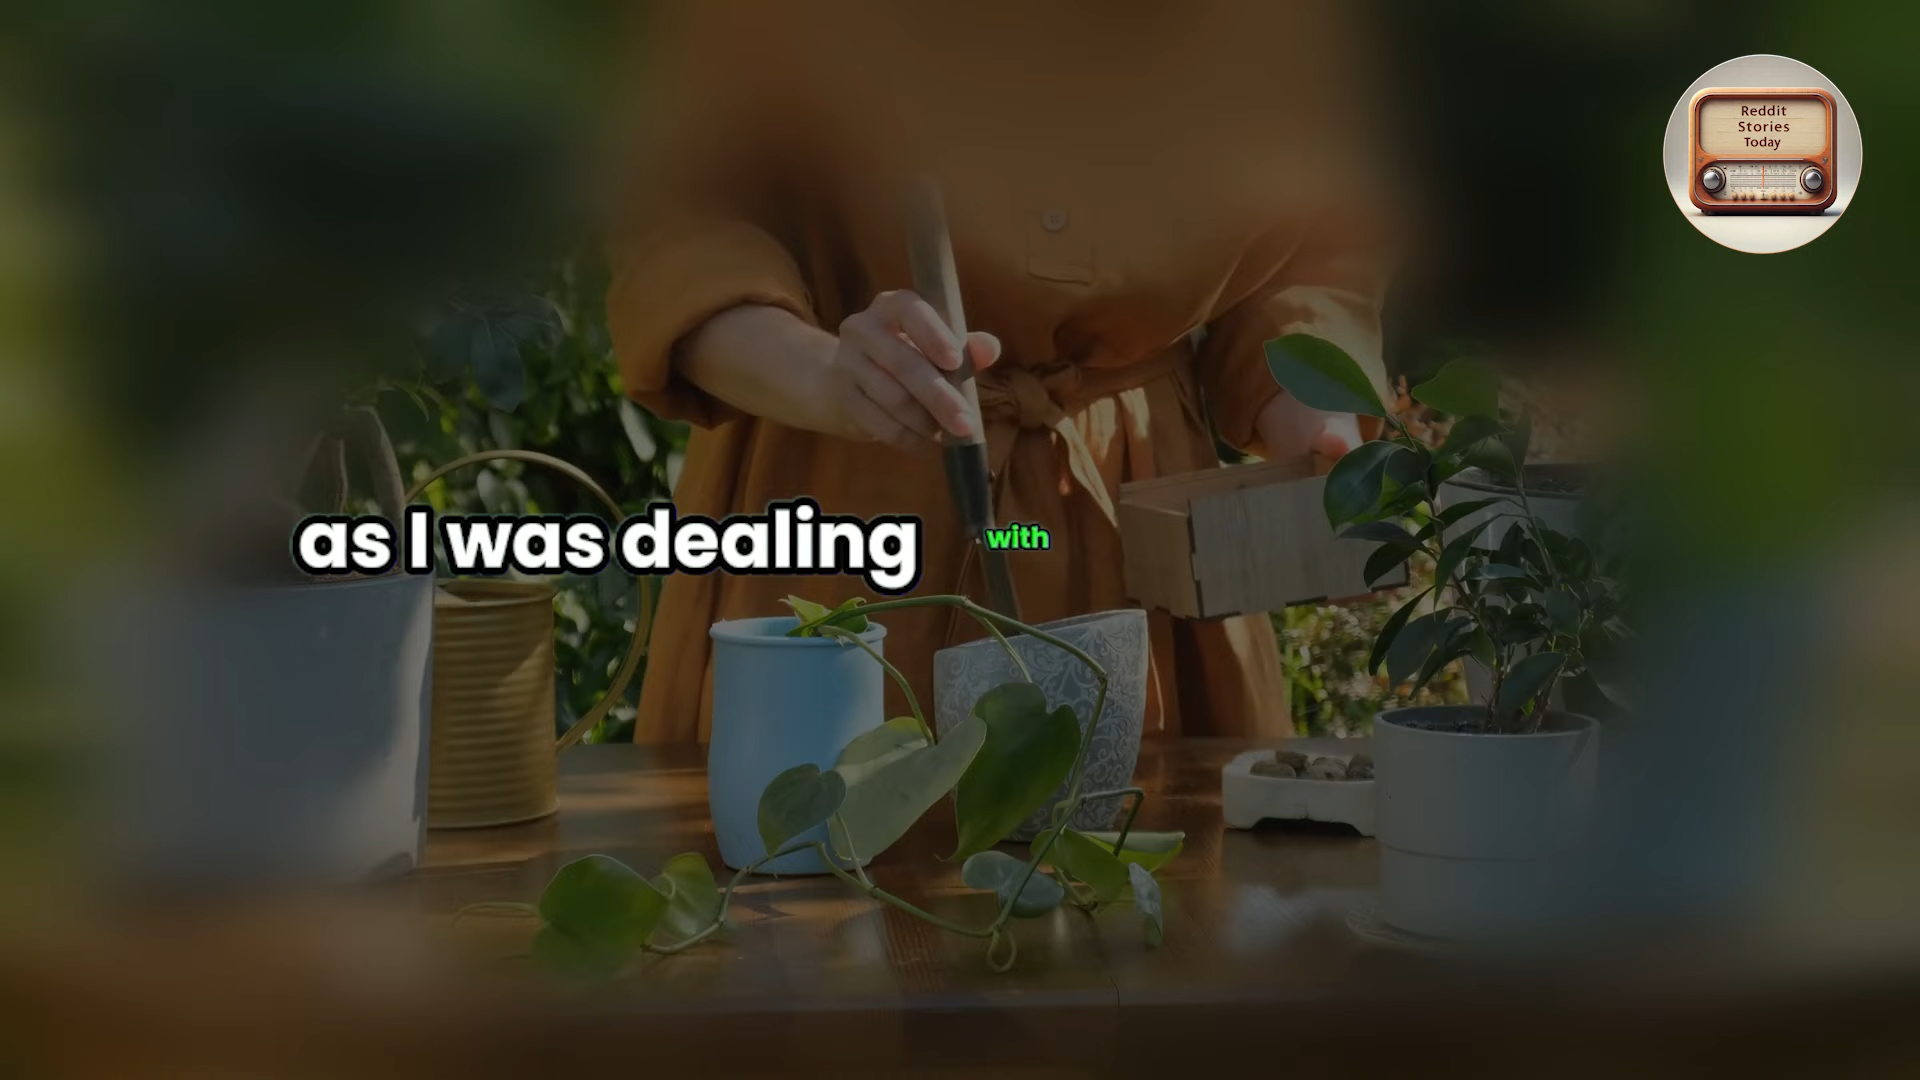 Reddit
Stories
Today
as I was dealing with